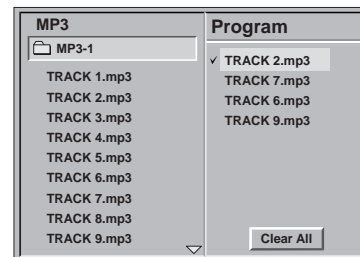 MP3
MP3-1
TRACK 1.mp3
TRACK 2.mp3
TRACK 3.mp3
TRACK 4.mp3
TRACK 5.mp3
TRACK 6.mp3
TRACK 7.mp3
TRACK 8.mp3
TRACK 9.mp3
Program
✓ TRACK 2.mp3
TRACK 7.mp3
TRACK 6.mp3
TRACK 9.mp3
Clear All